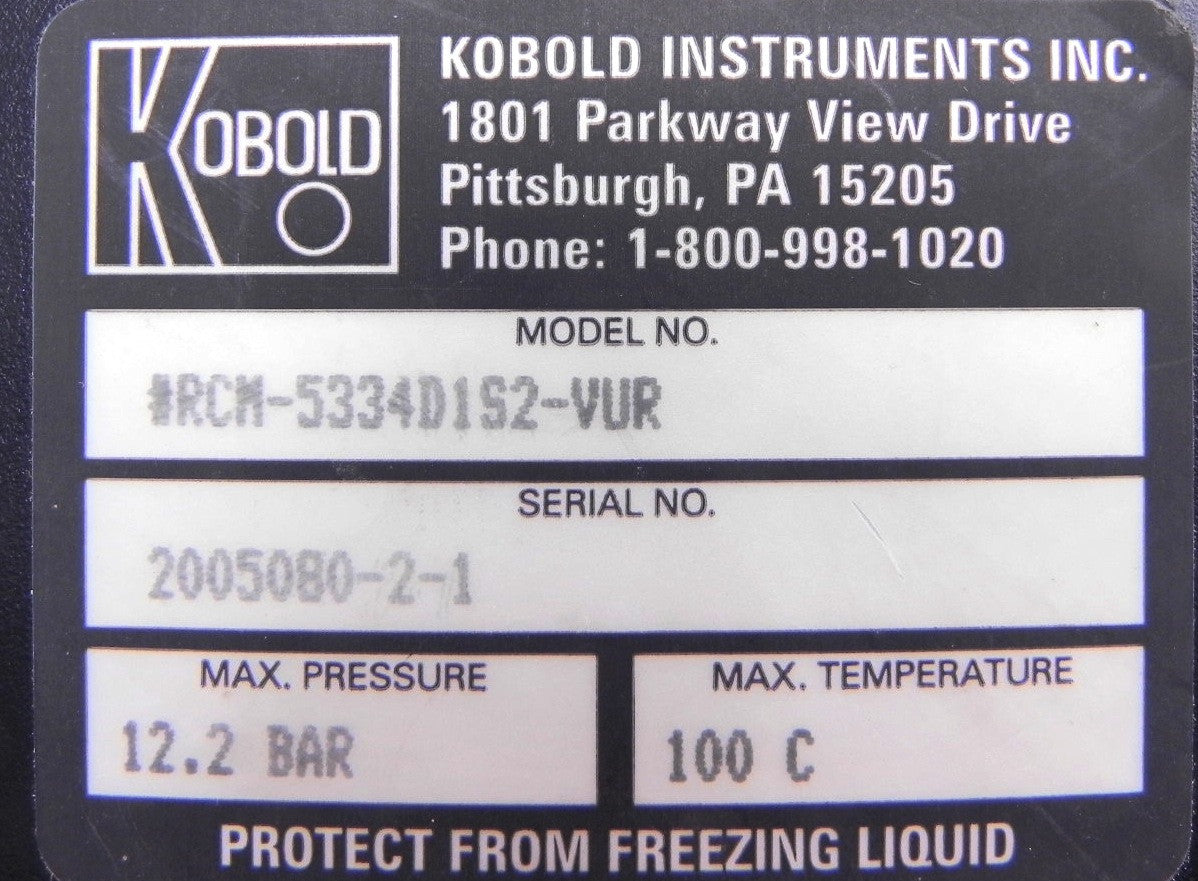 KOBOLD
KOBOLD INSTRUMENTS INC.
1801 Parkway View Drive
Pittsburgh, PA 15205
Phone: 1-800-998-1020
MODEL NO.
#RCM-5334D1S2-VUR
SERIAL NO.
2005080-2-1
MAX. PRESSURE
12.2 BAR
MAX. TEMPERATURE
100 C
PROTECT FROM FREEZING LIQUID